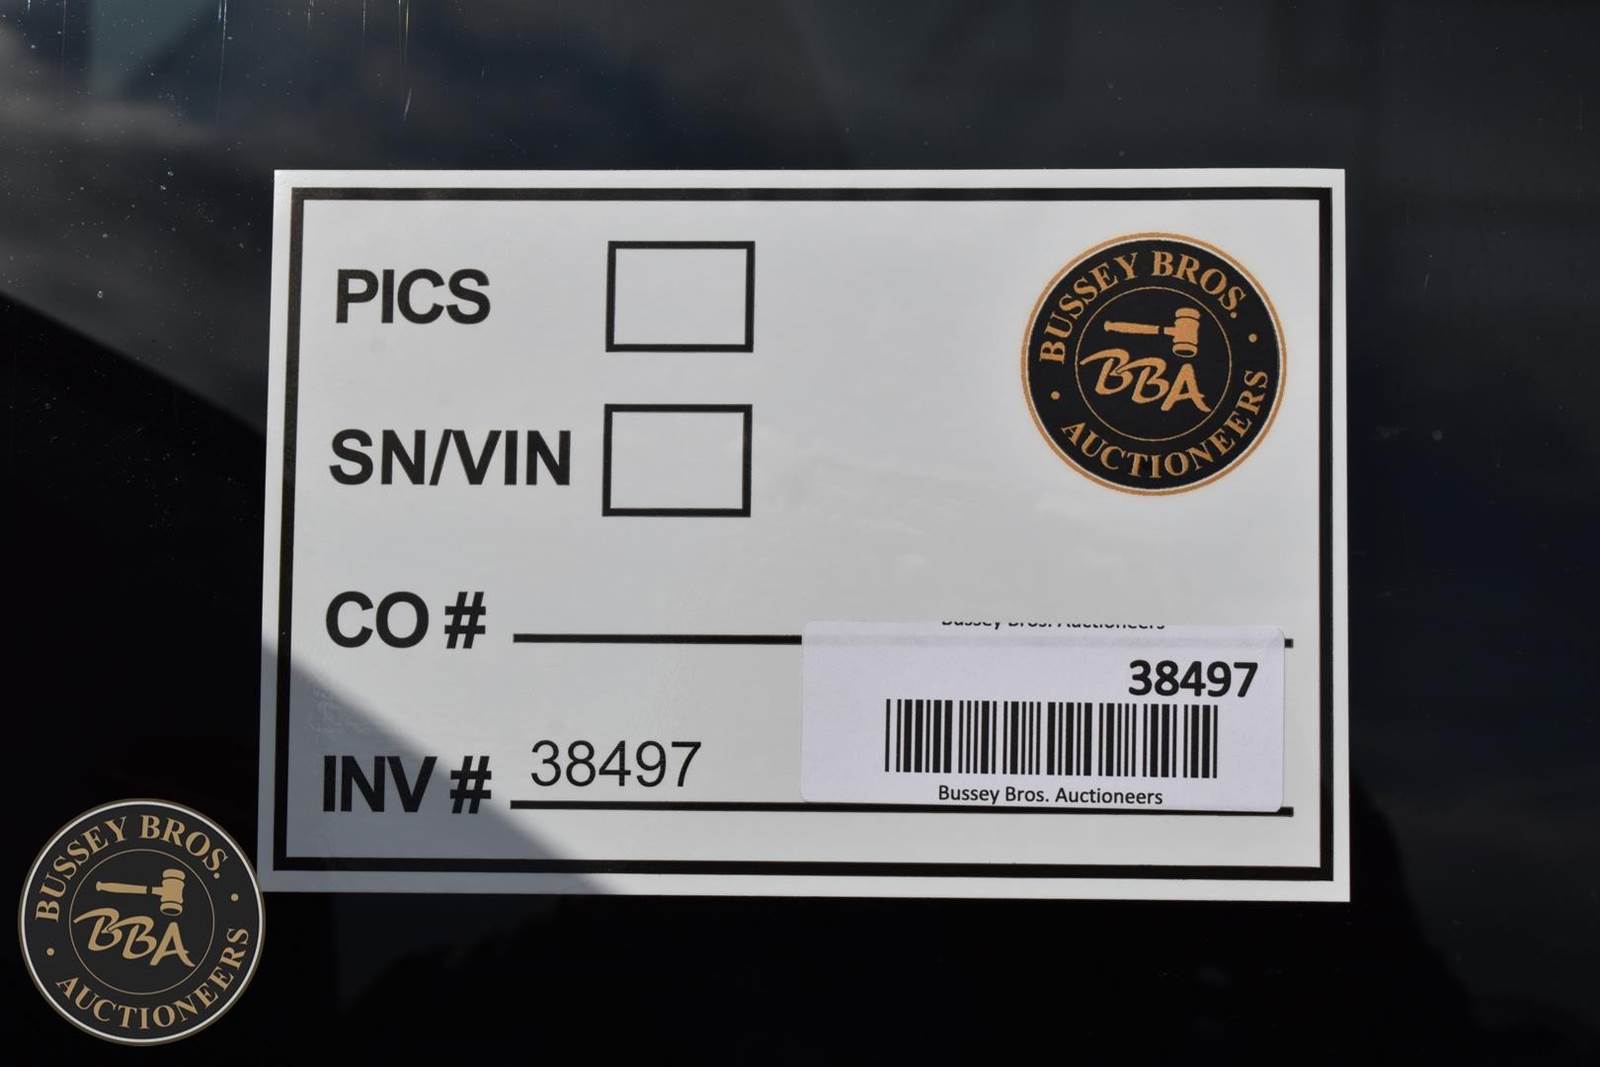 PICS
BUSSEY BROS.
BBA
AUCTIONEERS
SN/VIN
CO #
Bussey Bros. Auctioneers
38497
INV # 38497
Bussey Bros. Auctioneers
BUSSEY BROS.
BBA
AUCTIONEERS